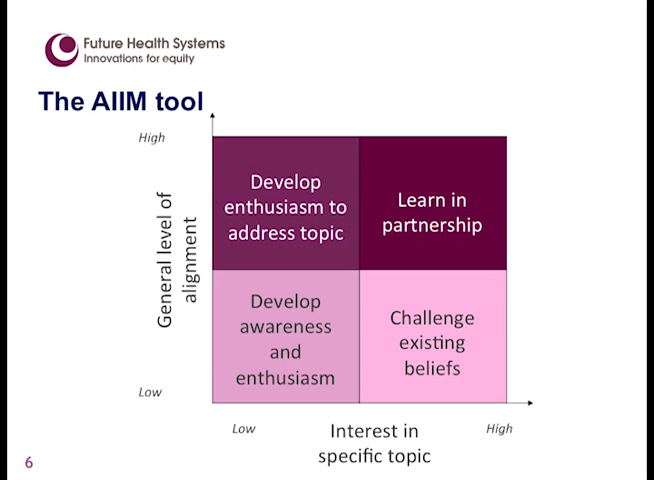 Future Health Systems
Innovations for equity
The AIIM tool
High
General level of
alignment
Low
Develop
enthusiasm to
address topic
Learn in
partnership
Develop
awareness
and
enthusiasm
Challenge
existing
beliefs
Low
Interest in
specific topic
High
6